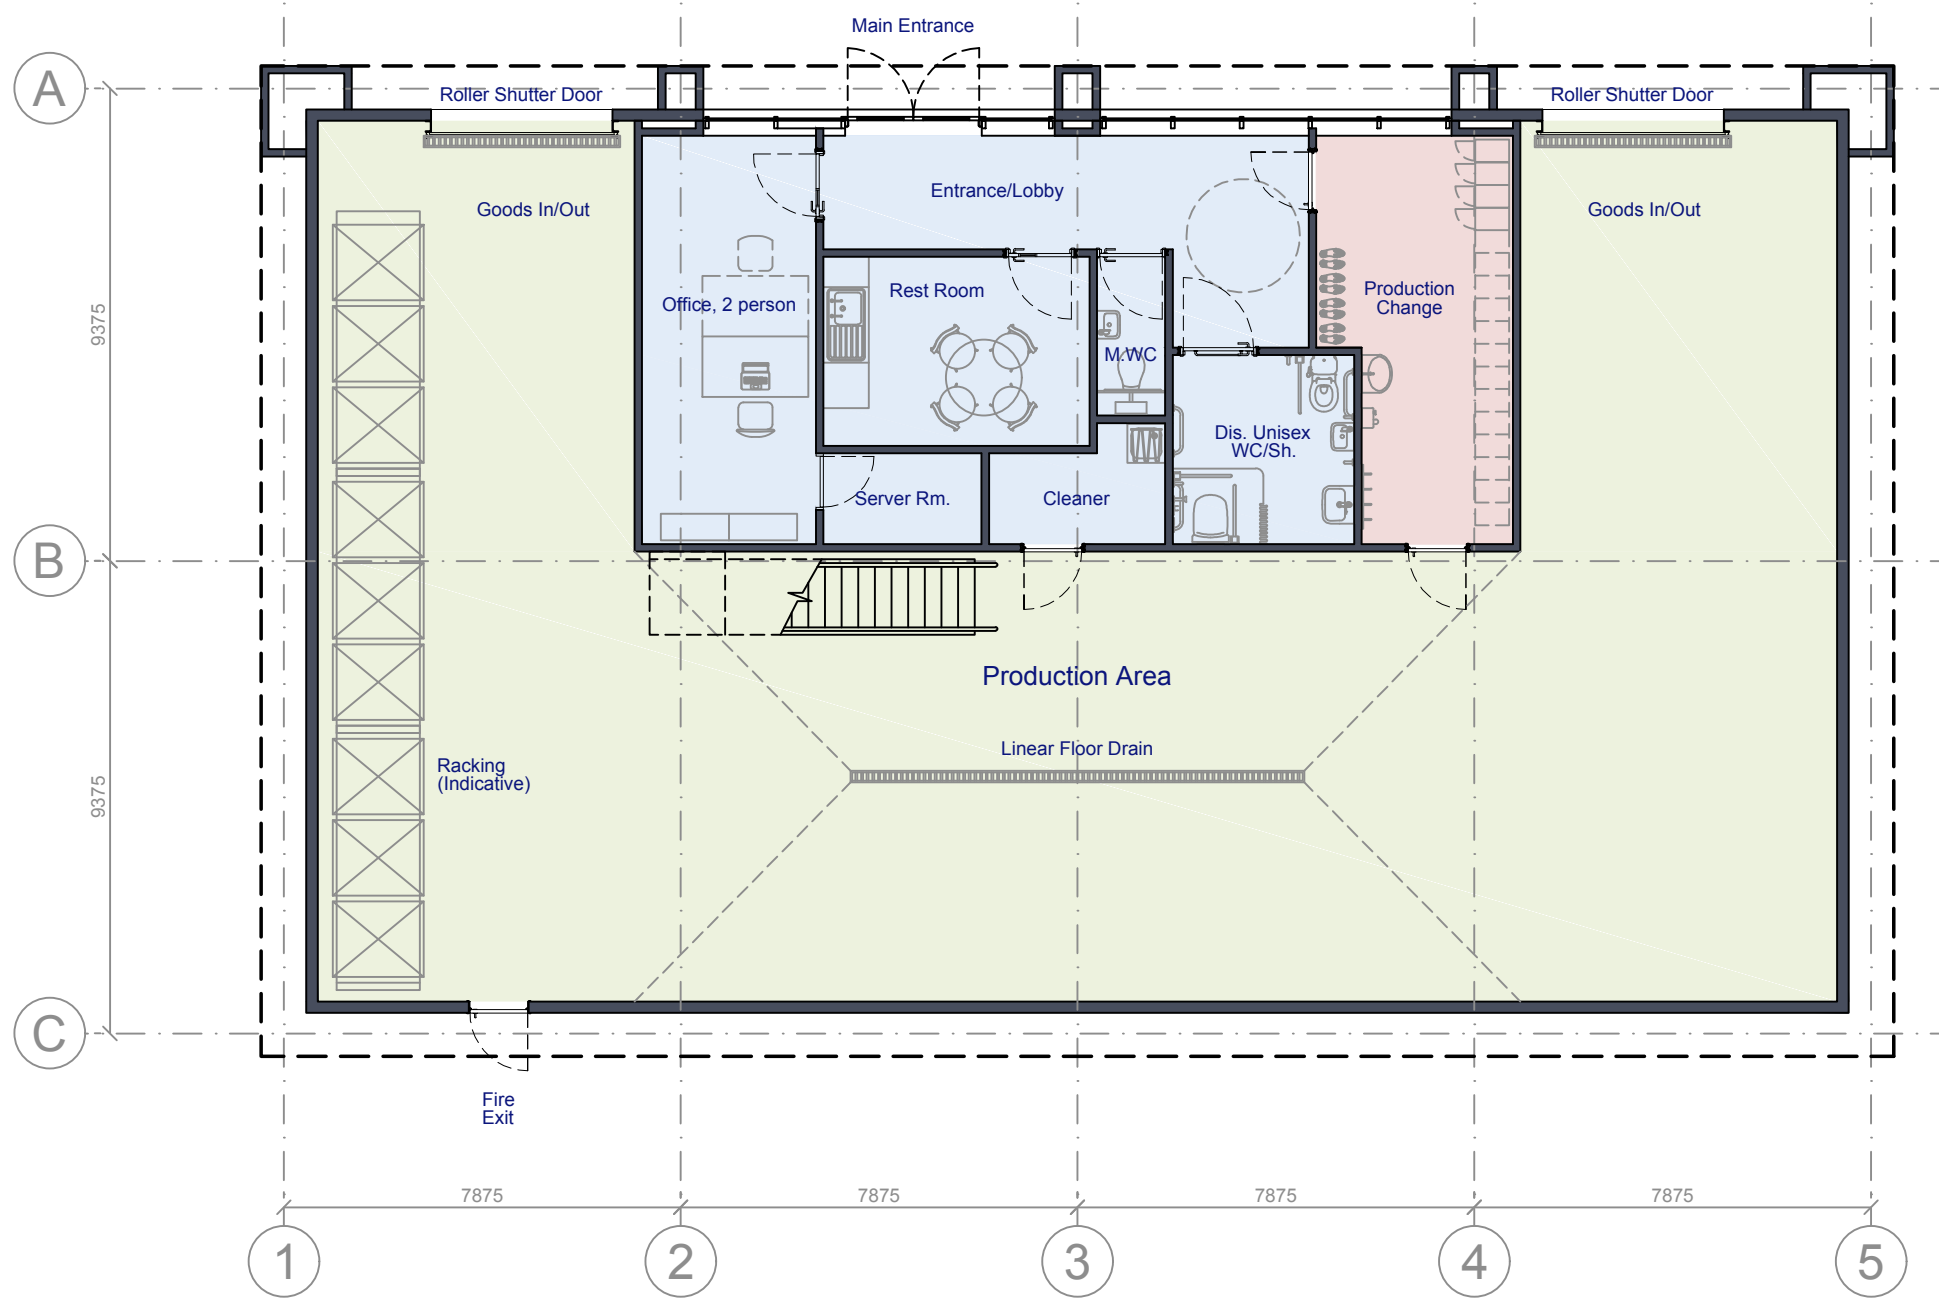 Main Entrance
A
Roller Shutter Door
Roller Shutter Door
Entrance/Lobby
Goods In/Out
Goods In/Out
Office, 2 person
Rest Room
Production
Change
9375
M.WC
Dis. Unisex
WC/Sh.
Server Rm.
Cleaner
B
Production Area
Linear Floor Drain
Racking
(Indicative)
9375
C
Fire
Exit
7875
7875
7875
7875
1
2
3
4
5